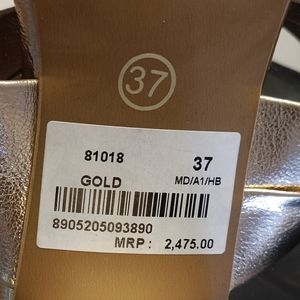 37
81018 37
GOLD MD/A1/HB
8905205093890
MRP : 2,475.00